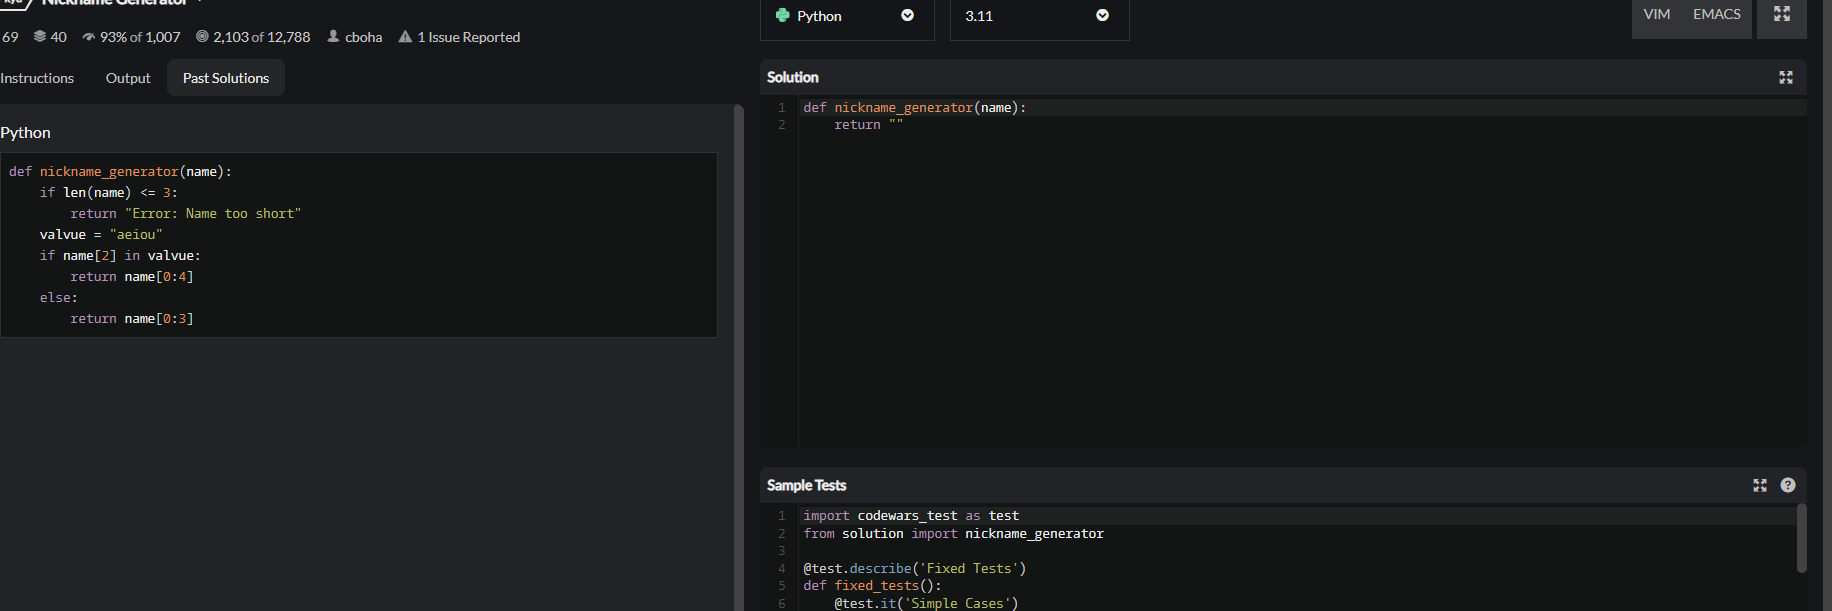 Nickname Generator
69 40 93% of 1,007 2,103 of 12,788 cboha 1 Issue Reported
Instructions Output Past Solutions
Python
def nickname_generator(name):
    if len(name) <= 3:
        return "Error: Name too short"
    valvue = "aeiou"
    if name[2] in valvue:
        return name[0:4]
    else:
        return name[0:3]
Python 3.11
VIM EMACS
Solution
1 def nickname_generator(name):
2     return ""
Sample Tests
?
1 import codewars_test as test
2 from solution import nickname_generator
3
4 @test.describe('Fixed Tests')
5 def fixed_tests():
6     @test.it('Simple Cases')